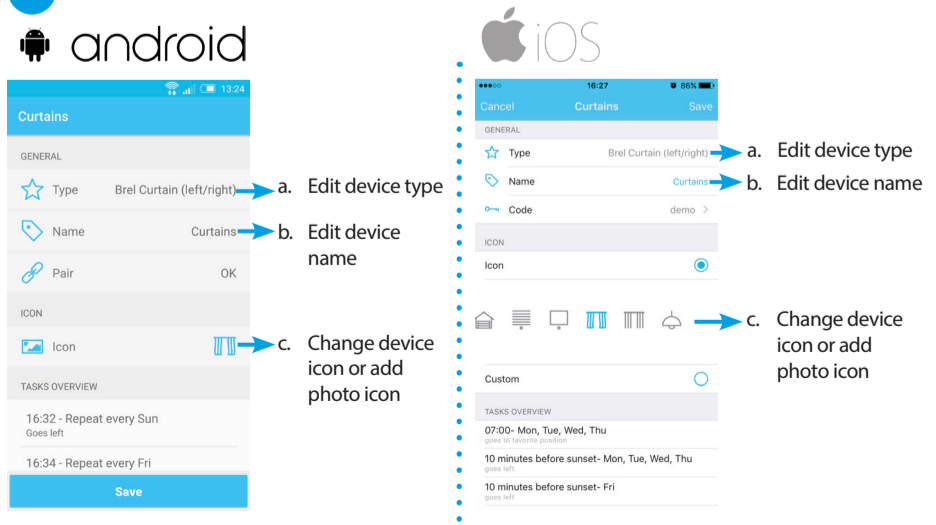 android
13:24
Curtains
GENERAL
Type Brel Curtain (left/right)
Name Curtains
Pair OK
ICON
Icon
TASKS OVERVIEW
16:32 - Repeat every Sun
Goes left
16:34 - Repeat every Fri
Save
a. Edit device type
b. Edit device
name
c. Change device
icon or add
photo icon
iOS
16:27 86%
Cancel Curtains Save
GENERAL
Type Brel Curtain (left/right)
Name Curtains
Code demo >
ICON
Icon
Custom
TASKS OVERVIEW
07:00- Mon, Tue, Wed, Thu
goes to favorite position
10 minutes before sunset- Mon, Tue, Wed, Thu
goes left
10 minutes before sunset- Fri
goes left
a. Edit device type
b. Edit device name
c. Change device
icon or add
photo icon